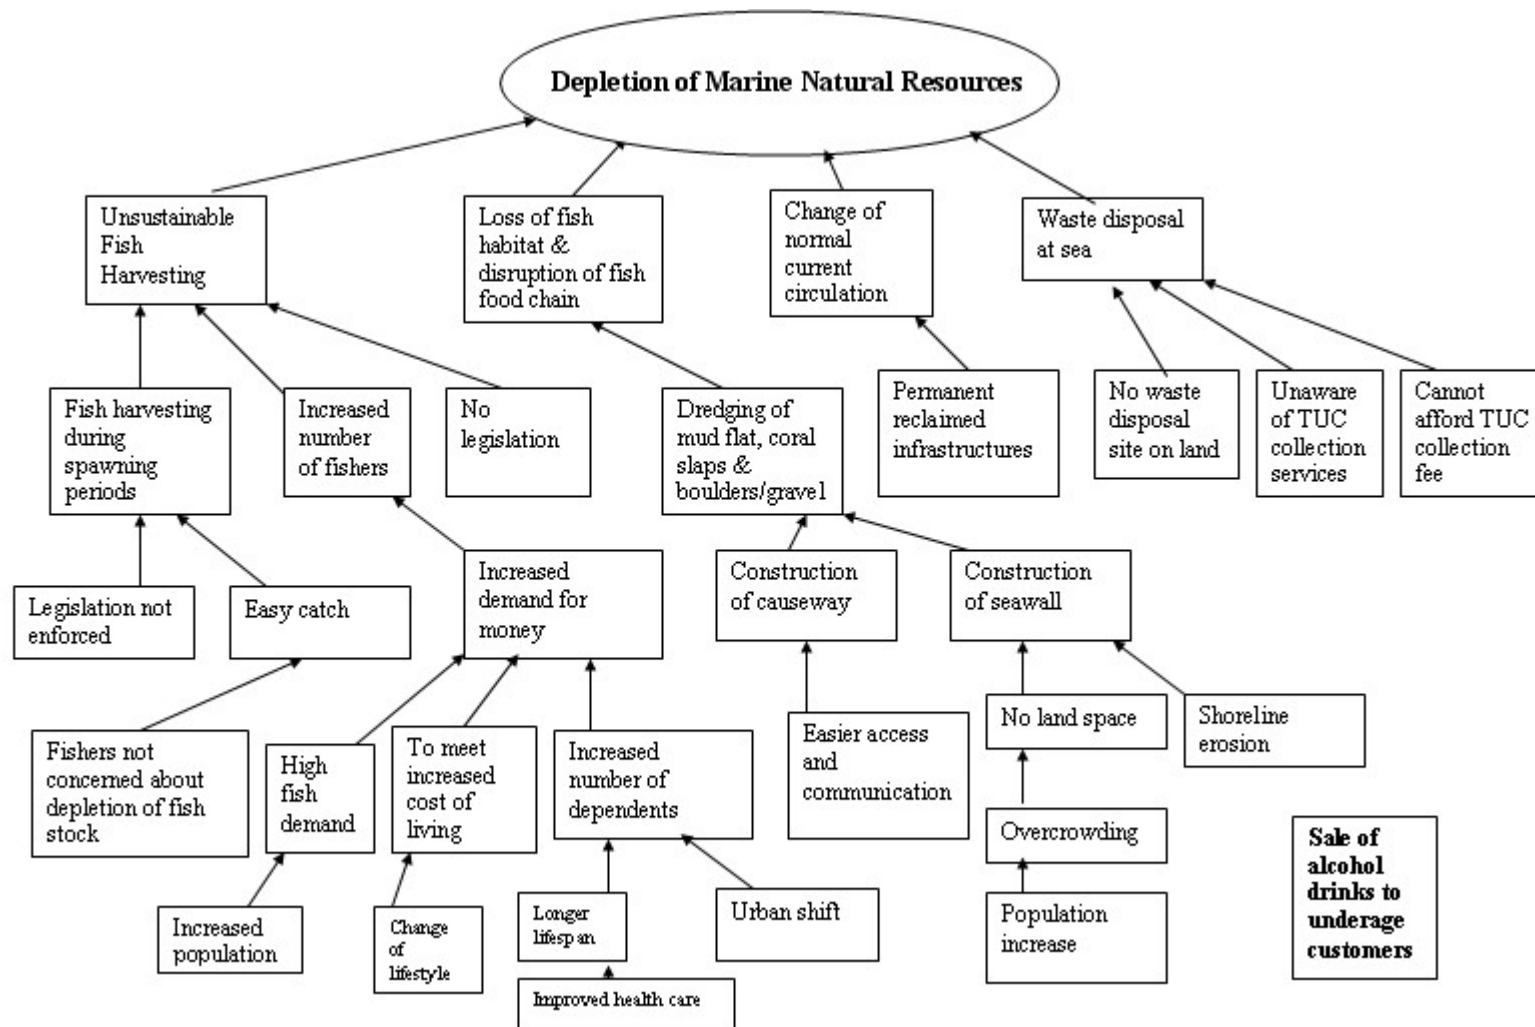 Depletion of Marine Natural Resources
Unsustainable
Fish
Harvesting
Loss of fish
habitat &
disruption of fish
food chain
Change of
normal
current
circulation
Waste disposal
at sea
Fish harvesting
during
spawning
periods
Increased
number
of fishers
No
legislation
Dredging of
mud flat, coral
slaps &
boulders/gravel
Permanent
reclaimed
infrastructures
No waste
disposal
site on land
Unaware
of TUC
collection
services
Cannot
afford TUC
collection
fee
Legislation not
enforced
Easy catch
Increased
demand for
money
Construction
of causeway
Construction
of seawall
Fishers not
concerned about
depletion of fish
stock
High
fish
demand
To meet
increased
cost of
living
Increased
number of
dependents
Easier access
and
communication
No land space
Shoreline
erosion
Overcrowding
Sale of
alcohol
drinks to
underage
customers
Increased
population
Change
of
lifestyle
Longer
lifespan
Urban shift
Population
increase
Improved health care